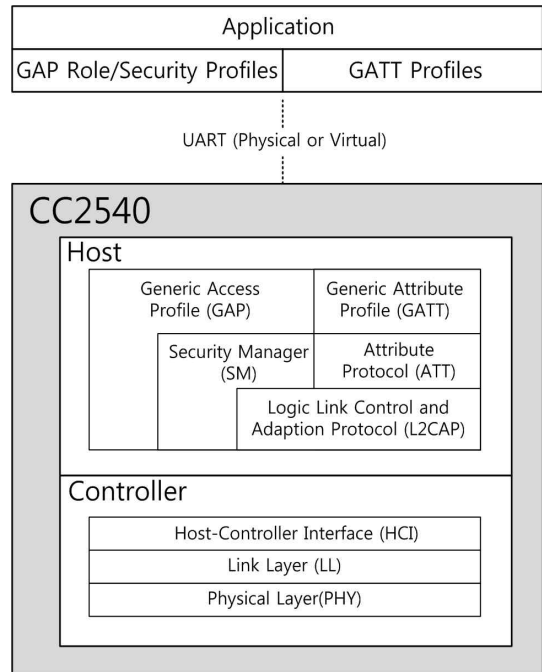 Application
GAP Role/Security Profiles
GATT Profiles
UART (Physical or Virtual)
CC2540
Host
Generic Access
Profile (GAP)
Generic Attribute
Profile (GATT)
Security Manager
(SM)
Attribute
Protocol (ATT)
Logic Link Control and
Adaption Protocol (L2CAP)
Controller
Host-Controller Interface (HCI)
Link Layer (LL)
Physical Layer(PHY)